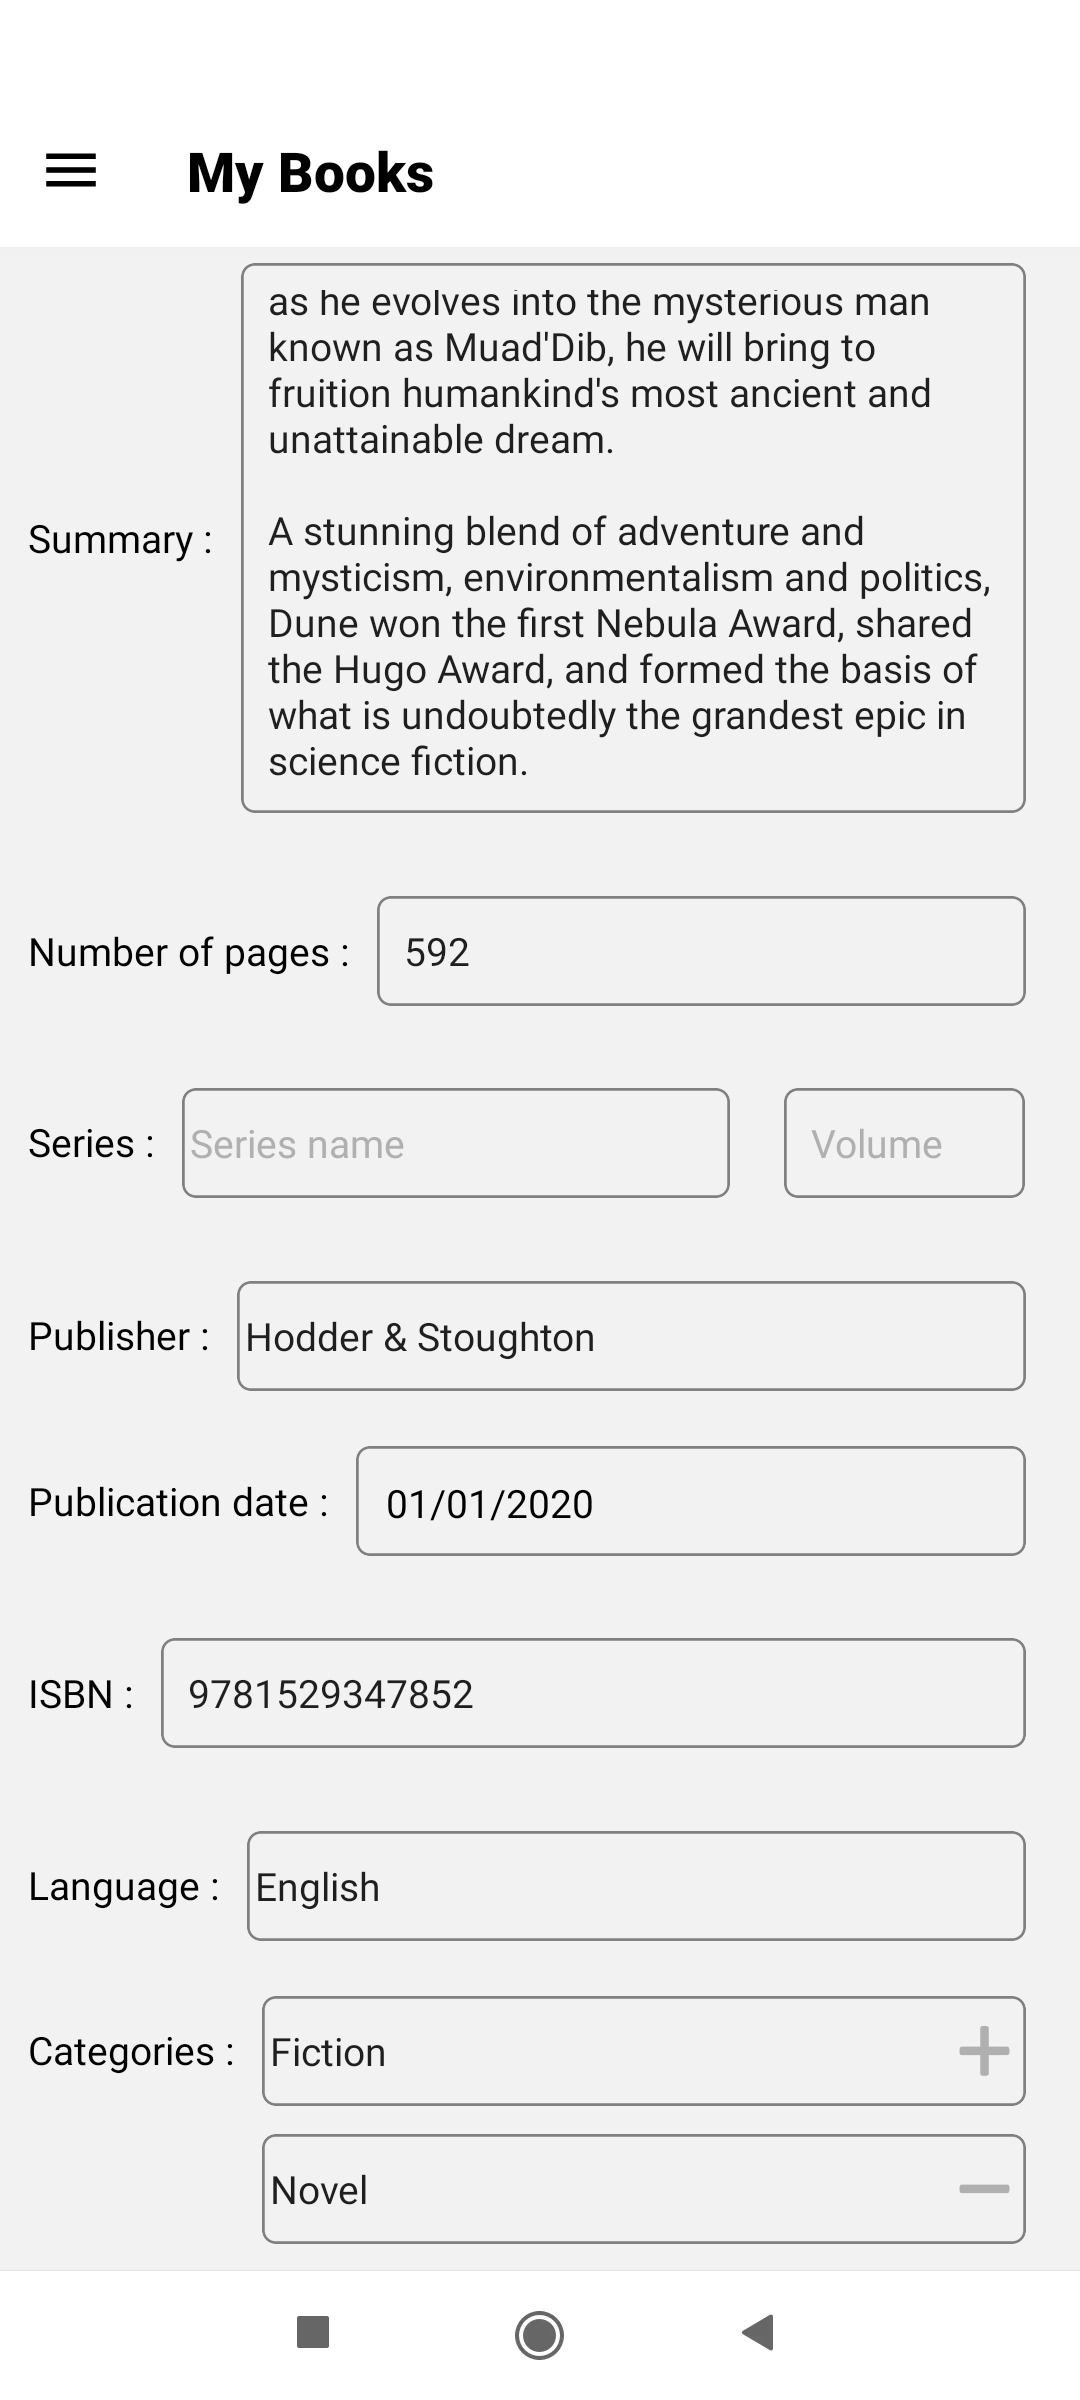 My Books
as he evolves into the mysterious man
known as Muad'Dib, he will bring to
fruition humankind's most ancient and
unattainable dream.
Summary :
A stunning blend of adventure and
mysticism, environmentalism and politics,
Dune won the first Nebula Award, shared
the Hugo Award, and formed the basis of
what is undoubtedly the grandest epic in
science fiction.
Number of pages : 592
Series : Series name Volume
Publisher : Hodder & Stoughton
Publication date : 01/01/2020
ISBN : 9781529347852
Language : English
Categories : Fiction
Novel